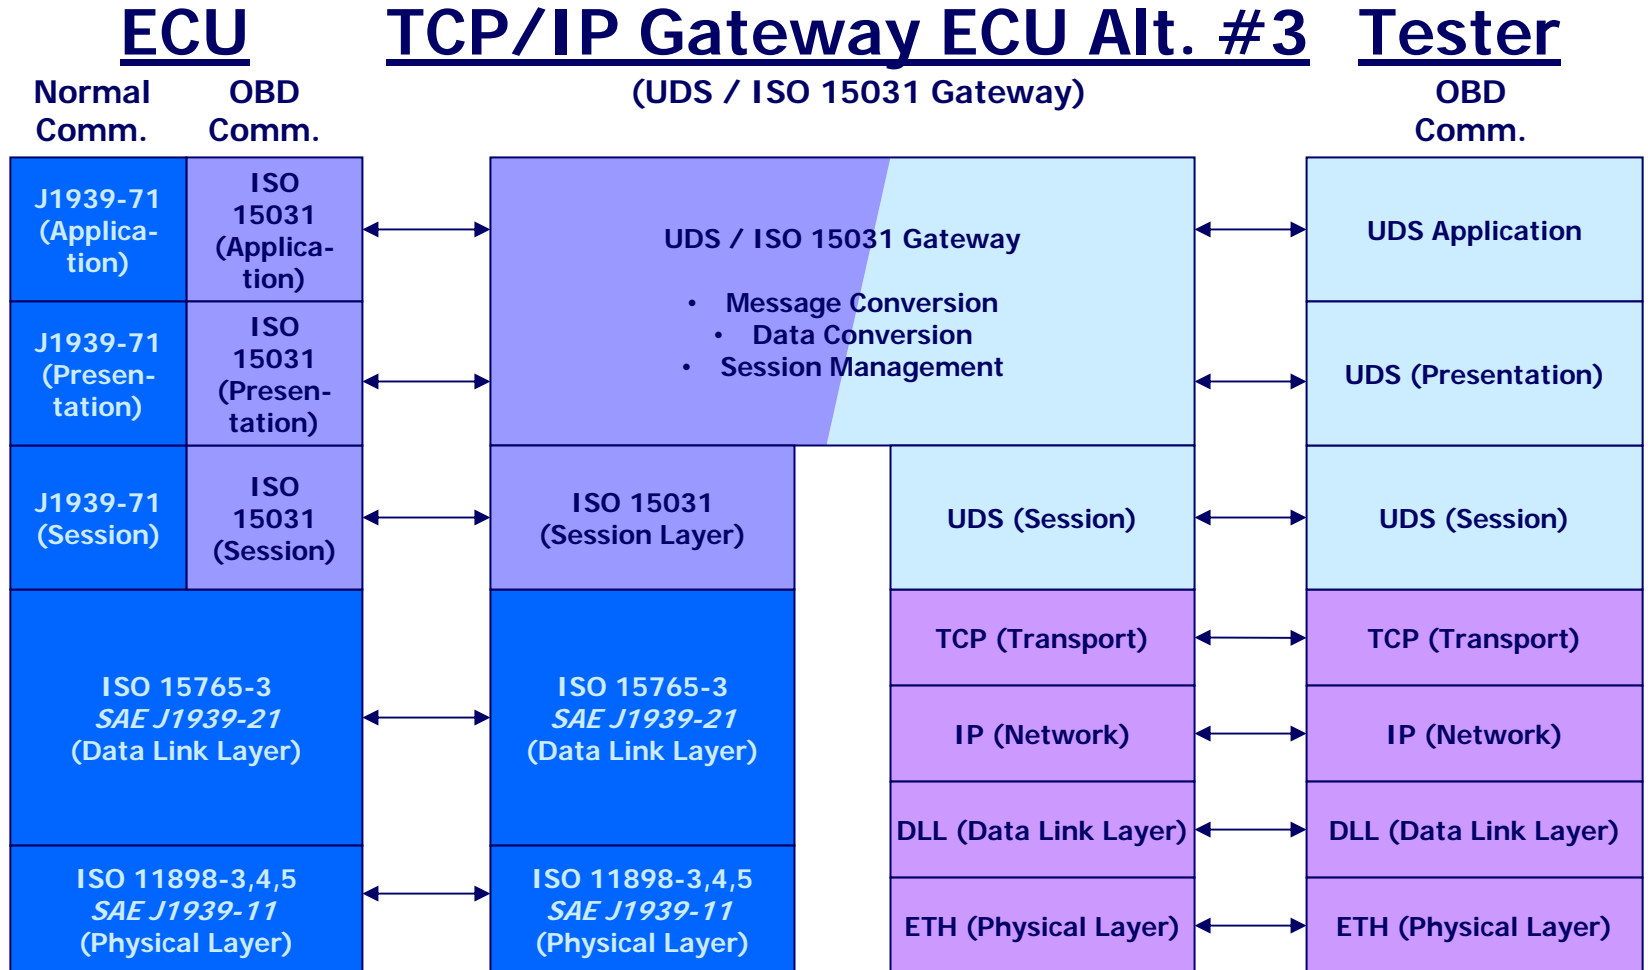 ECU
TCP/IP Gateway ECU Alt. #3
Tester
Normal
Comm.
OBD
Comm.
(UDS / ISO 15031 Gateway)
OBD
Comm.
J1939-71
(Applica-
tion)
ISO
15031
(Applica-
tion)
UDS / ISO 15031 Gateway
• Message Conversion
• Data Conversion
• Session Management
UDS Application
J1939-71
(Presen-
tation)
ISO
15031
(Presen-
tation)
UDS (Presentation)
J1939-71
(Session)
ISO
15031
(Session)
ISO 15031
(Session Layer)
UDS (Session)
UDS (Session)
ISO 15765-3
SAE J1939-21
(Data Link Layer)
ISO 15765-3
SAE J1939-21
(Data Link Layer)
TCP (Transport)
TCP (Transport)
IP (Network)
IP (Network)
DLL (Data Link Layer)
DLL (Data Link Layer)
ISO 11898-3,4,5
SAE J1939-11
(Physical Layer)
ISO 11898-3,4,5
SAE J1939-11
(Physical Layer)
ETH (Physical Layer)
ETH (Physical Layer)